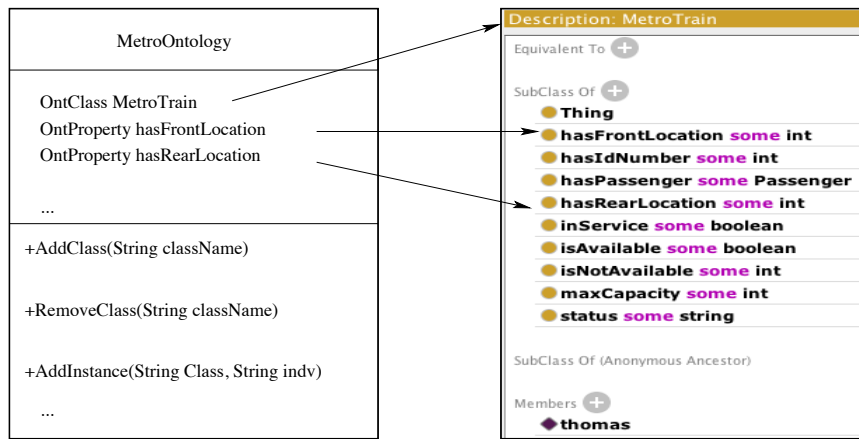 MetroOntology
OntClass MetroTrain
OntProperty hasFrontLocation
OntProperty hasRearLocation
...
+AddClass(String className)
+RemoveClass(String className)
+AddInstance(String Class, String indv)
...
Description: MetroTrain
Equivalent To
SubClass Of
Thing
hasFrontLocation some int
hasIdNumber some int
hasPassenger some Passenger
hasRearLocation some int
inService some boolean
isAvailable some boolean
isNotAvailable some int
maxCapacity some int
status some string
SubClass Of (Anonymous Ancestor)
Members
thomas